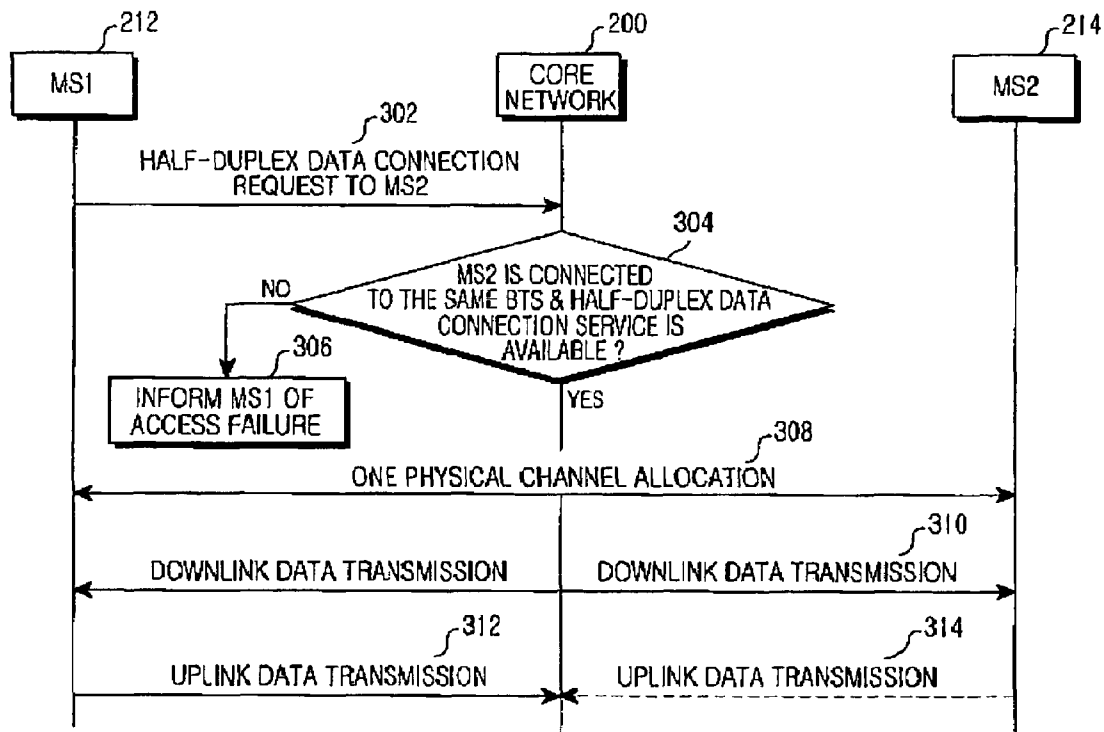 212
200
214
MS1
CORE
NETWORK
MS2
302
HALF-DUPLEX DATA CONNECTION
REQUEST TO MS2
304
MS2 IS CONNECTED
TO THE SAME BTS & HALF-DUPLEX DATA
CONNECTION SERVICE IS
AVAILABLE ?
NO
306
INFORM MS1 OF
ACCESS FAILURE
YES
308
ONE PHYSICAL CHANNEL ALLOCATION
310
DOWNLINK DATA TRANSMISSION
DOWNLINK DATA TRANSMISSION
312
314
UPLINK DATA TRANSMISSION
UPLINK DATA TRANSMISSION